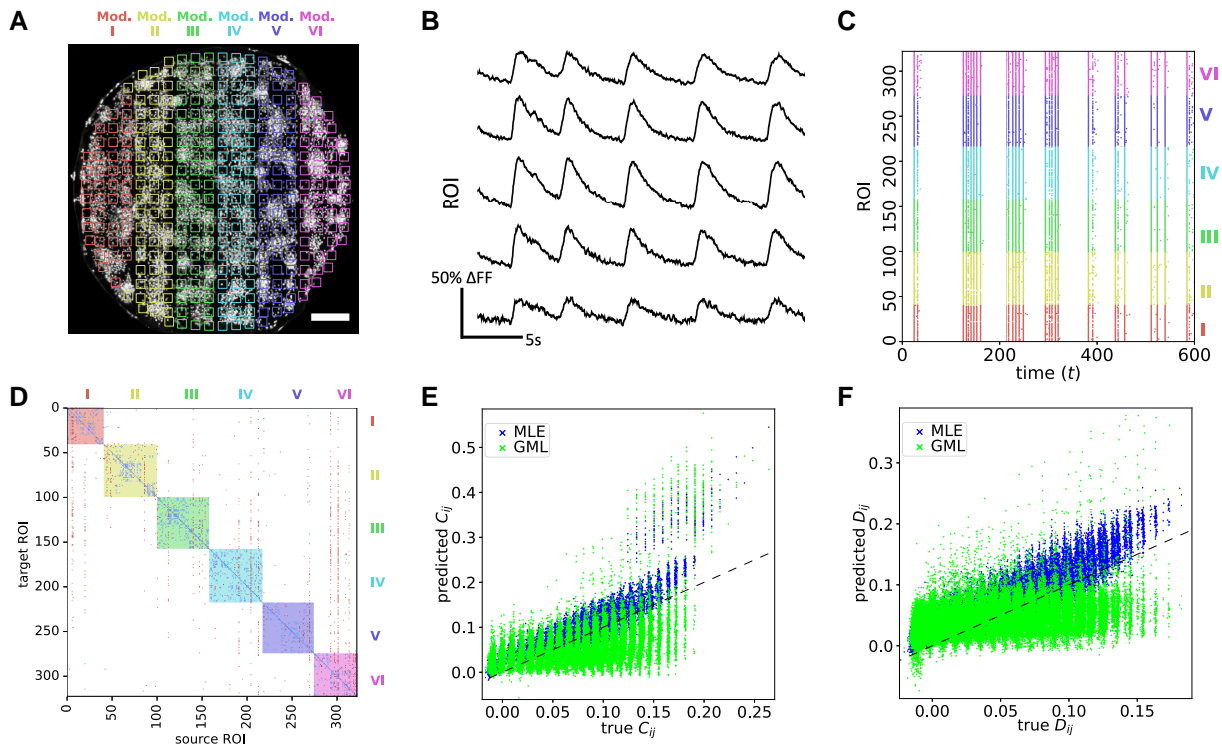 A
Mod. Mod. Mod. Mod. Mod. Mod.
I II III IV V VI
B
ROI
50% ΔFF
5s
C
ROI
300
250
200
150
100
50
0
0 200 400 600
time (t)
VI
V
IV
III
II
I
D
I II III IV V VI
target ROI
0
50
100
150
200
250
300
I
II
III
IV
V
VI
0 50 100 150 200 250 300
source ROI
E
× MLE
× GML
predicted Cij
0.5
0.4
0.3
0.2
0.1
0.0
0.00 0.05 0.10 0.15 0.20 0.25
true Cij
F
× MLE
× GML
predicted Dij
0.3
0.2
0.1
0.0
0.00 0.05 0.10 0.15
true Dij